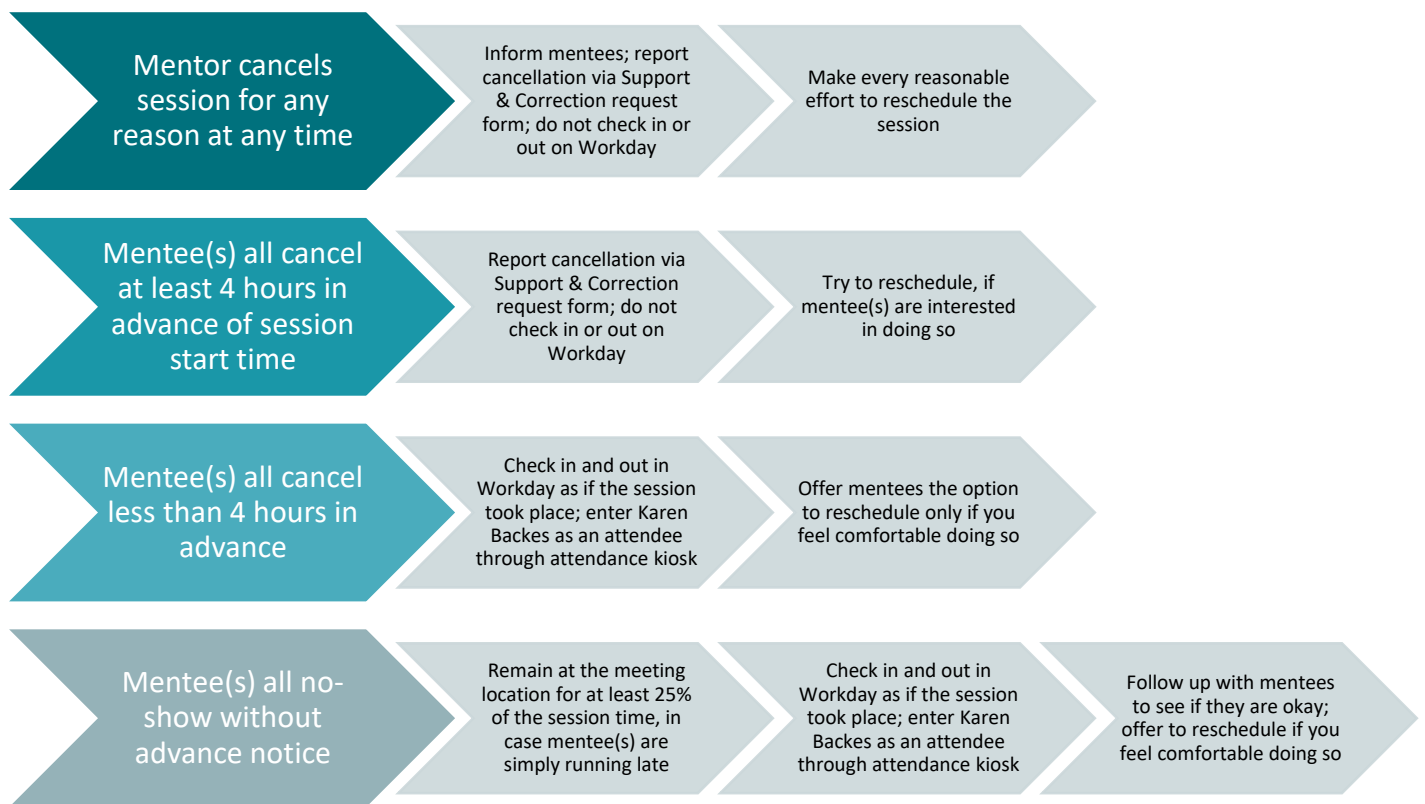 Mentor cancels
session for any
reason at any time
Inform mentees; report
cancellation via Support
& Correction request
form; do not check in or
out on Workday
Make every reasonable
effort to reschedule the
session
Mentee(s) all cancel
at least 4 hours in
advance of session
start time
Report cancellation via
Support & Correction
request form; do not
check in or out on
Workday
Try to reschedule, if
mentee(s) are interested
in doing so
Mentee(s) all cancel
less than 4 hours in
advance
Check in and out in
Workday as if the session
took place; enter Karen
Backes as an attendee
through attendance kiosk
Offer mentees the option
to reschedule only if you
feel comfortable doing so
Mentee(s) all no-
show without
advance notice
Remain at the meeting
location for at least 25%
of the session time, in
case mentee(s) are
simply running late
Check in and out in
Workday as if the session
took place; enter Karen
Backes as an attendee
through attendance kiosk
Follow up with mentees
to see if they are okay;
offer to reschedule if you
feel comfortable doing so